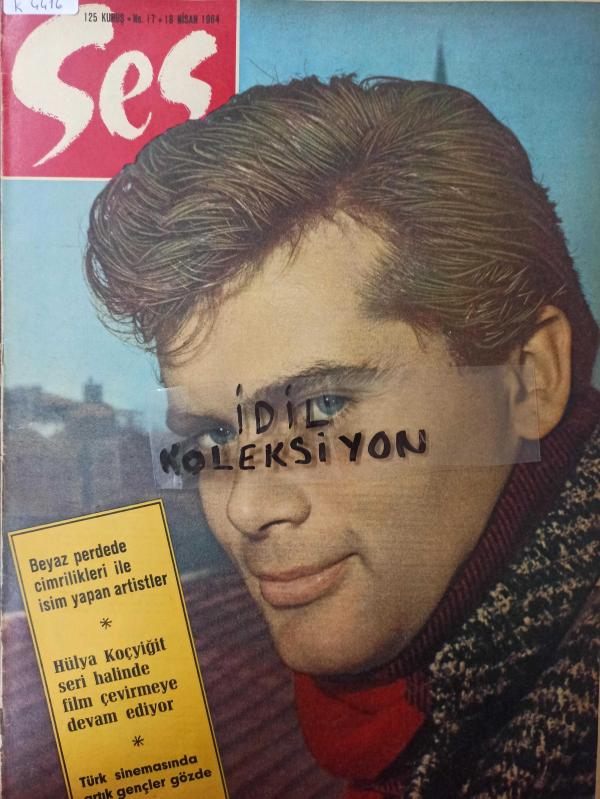 K 4416
125 KURUŞ • No. 17 • 18 NİSAN 1964
Ses
İDİL
KOLEKSİYON
Beyaz perdede
cimrilikleri ile
isim yapan artistler
*
Hülya Koçyiğit
seri halinde
film çevirmeye
devam ediyor
*
Türk sinemasında
artık gençler gözde